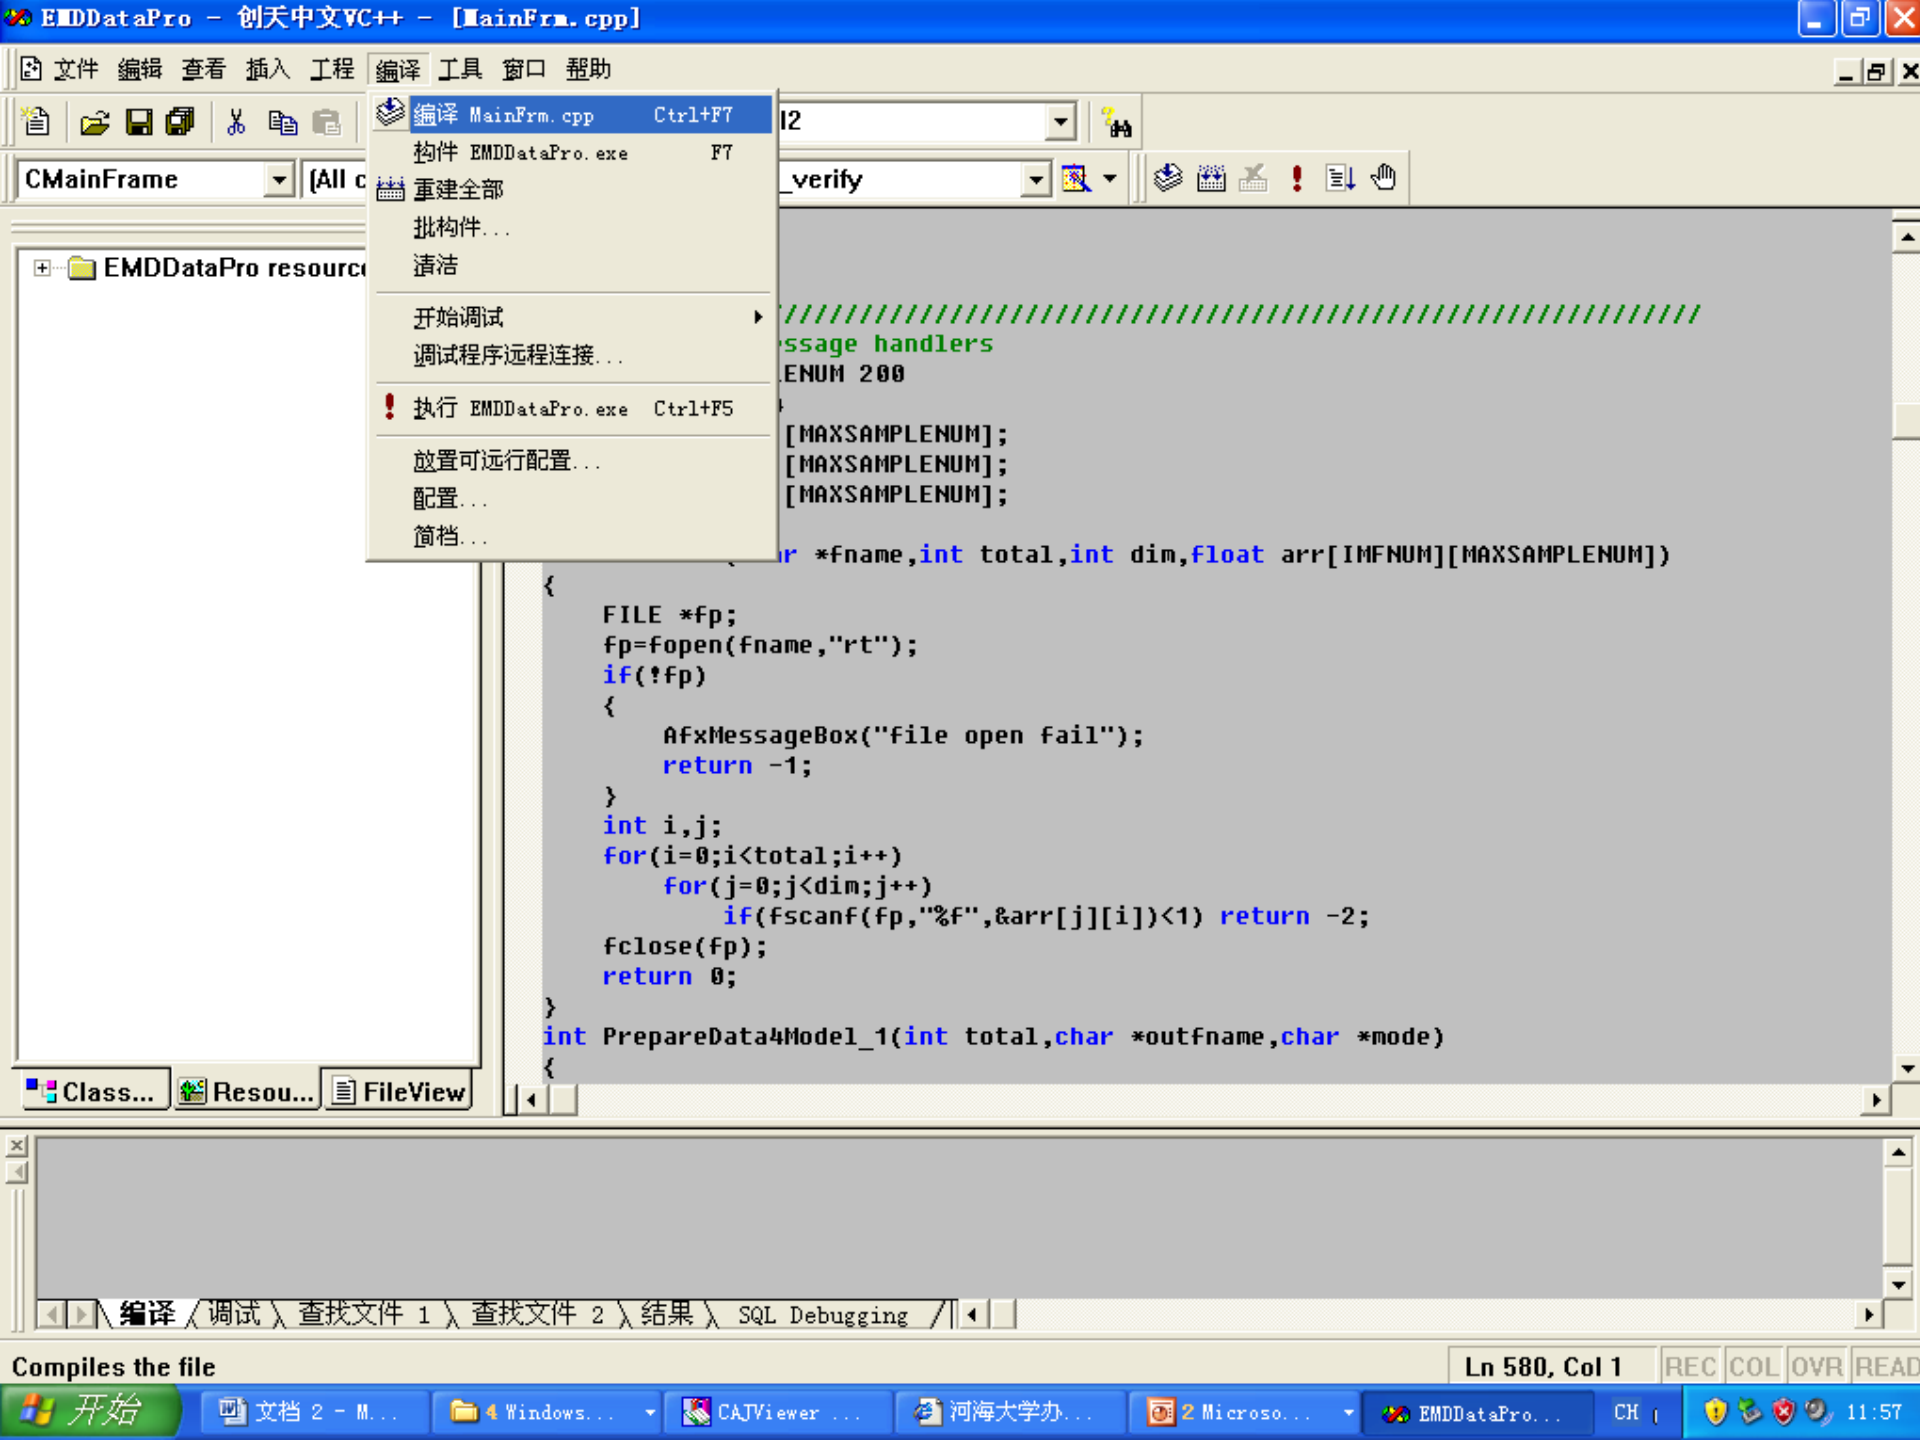 EMDDataPro - 创天中文VC++ - [MainFrm.cpp]
文件 编辑 查看 插入 工程 编译 工具 窗口 帮助
编译 MainFrm.cpp Ctrl+F7
构件 EMDDataPro.exe F7
重建全部
批构件...
清洁
开始调试
调试程序远程连接...
执行 EMDDataPro.exe Ctrl+F5
放置可远行配置...
配置...
简档...
l2
CMainFrame
[All c
_verify
EMDDataPro resourc
Class...
Resou...
FileView
////////////////////////////////////////////////////////////
ssage handlers
ENUM 200
[MAXSAMPLENUM];
[MAXSAMPLENUM];
[MAXSAMPLENUM];
r *fname,int total,int dim,float arr[IMFNUM][MAXSAMPLENUM])
{
FILE *fp;
fp=fopen(fname,"rt");
if(!fp)
{
AfxMessageBox("file open fail");
return -1;
}
int i,j;
for(i=0;i<total;i++)
for(j=0;j<dim;j++)
if(fscanf(fp,"%f",&arr[j][i])<1) return -2;
fclose(fp);
return 0;
}
int PrepareData4Model_1(int total,char *outfname,char *mode)
{
编译 调试 查找文件 1 查找文件 2 结果 SQL Debugging
Compiles the file
Ln 580, Col 1 REC COL OVR READ
开始 文档 2 - M... 4 Windows... CAJViewer ... 河海大学办... 2 Microso... EMDDataPro... CH 11:57